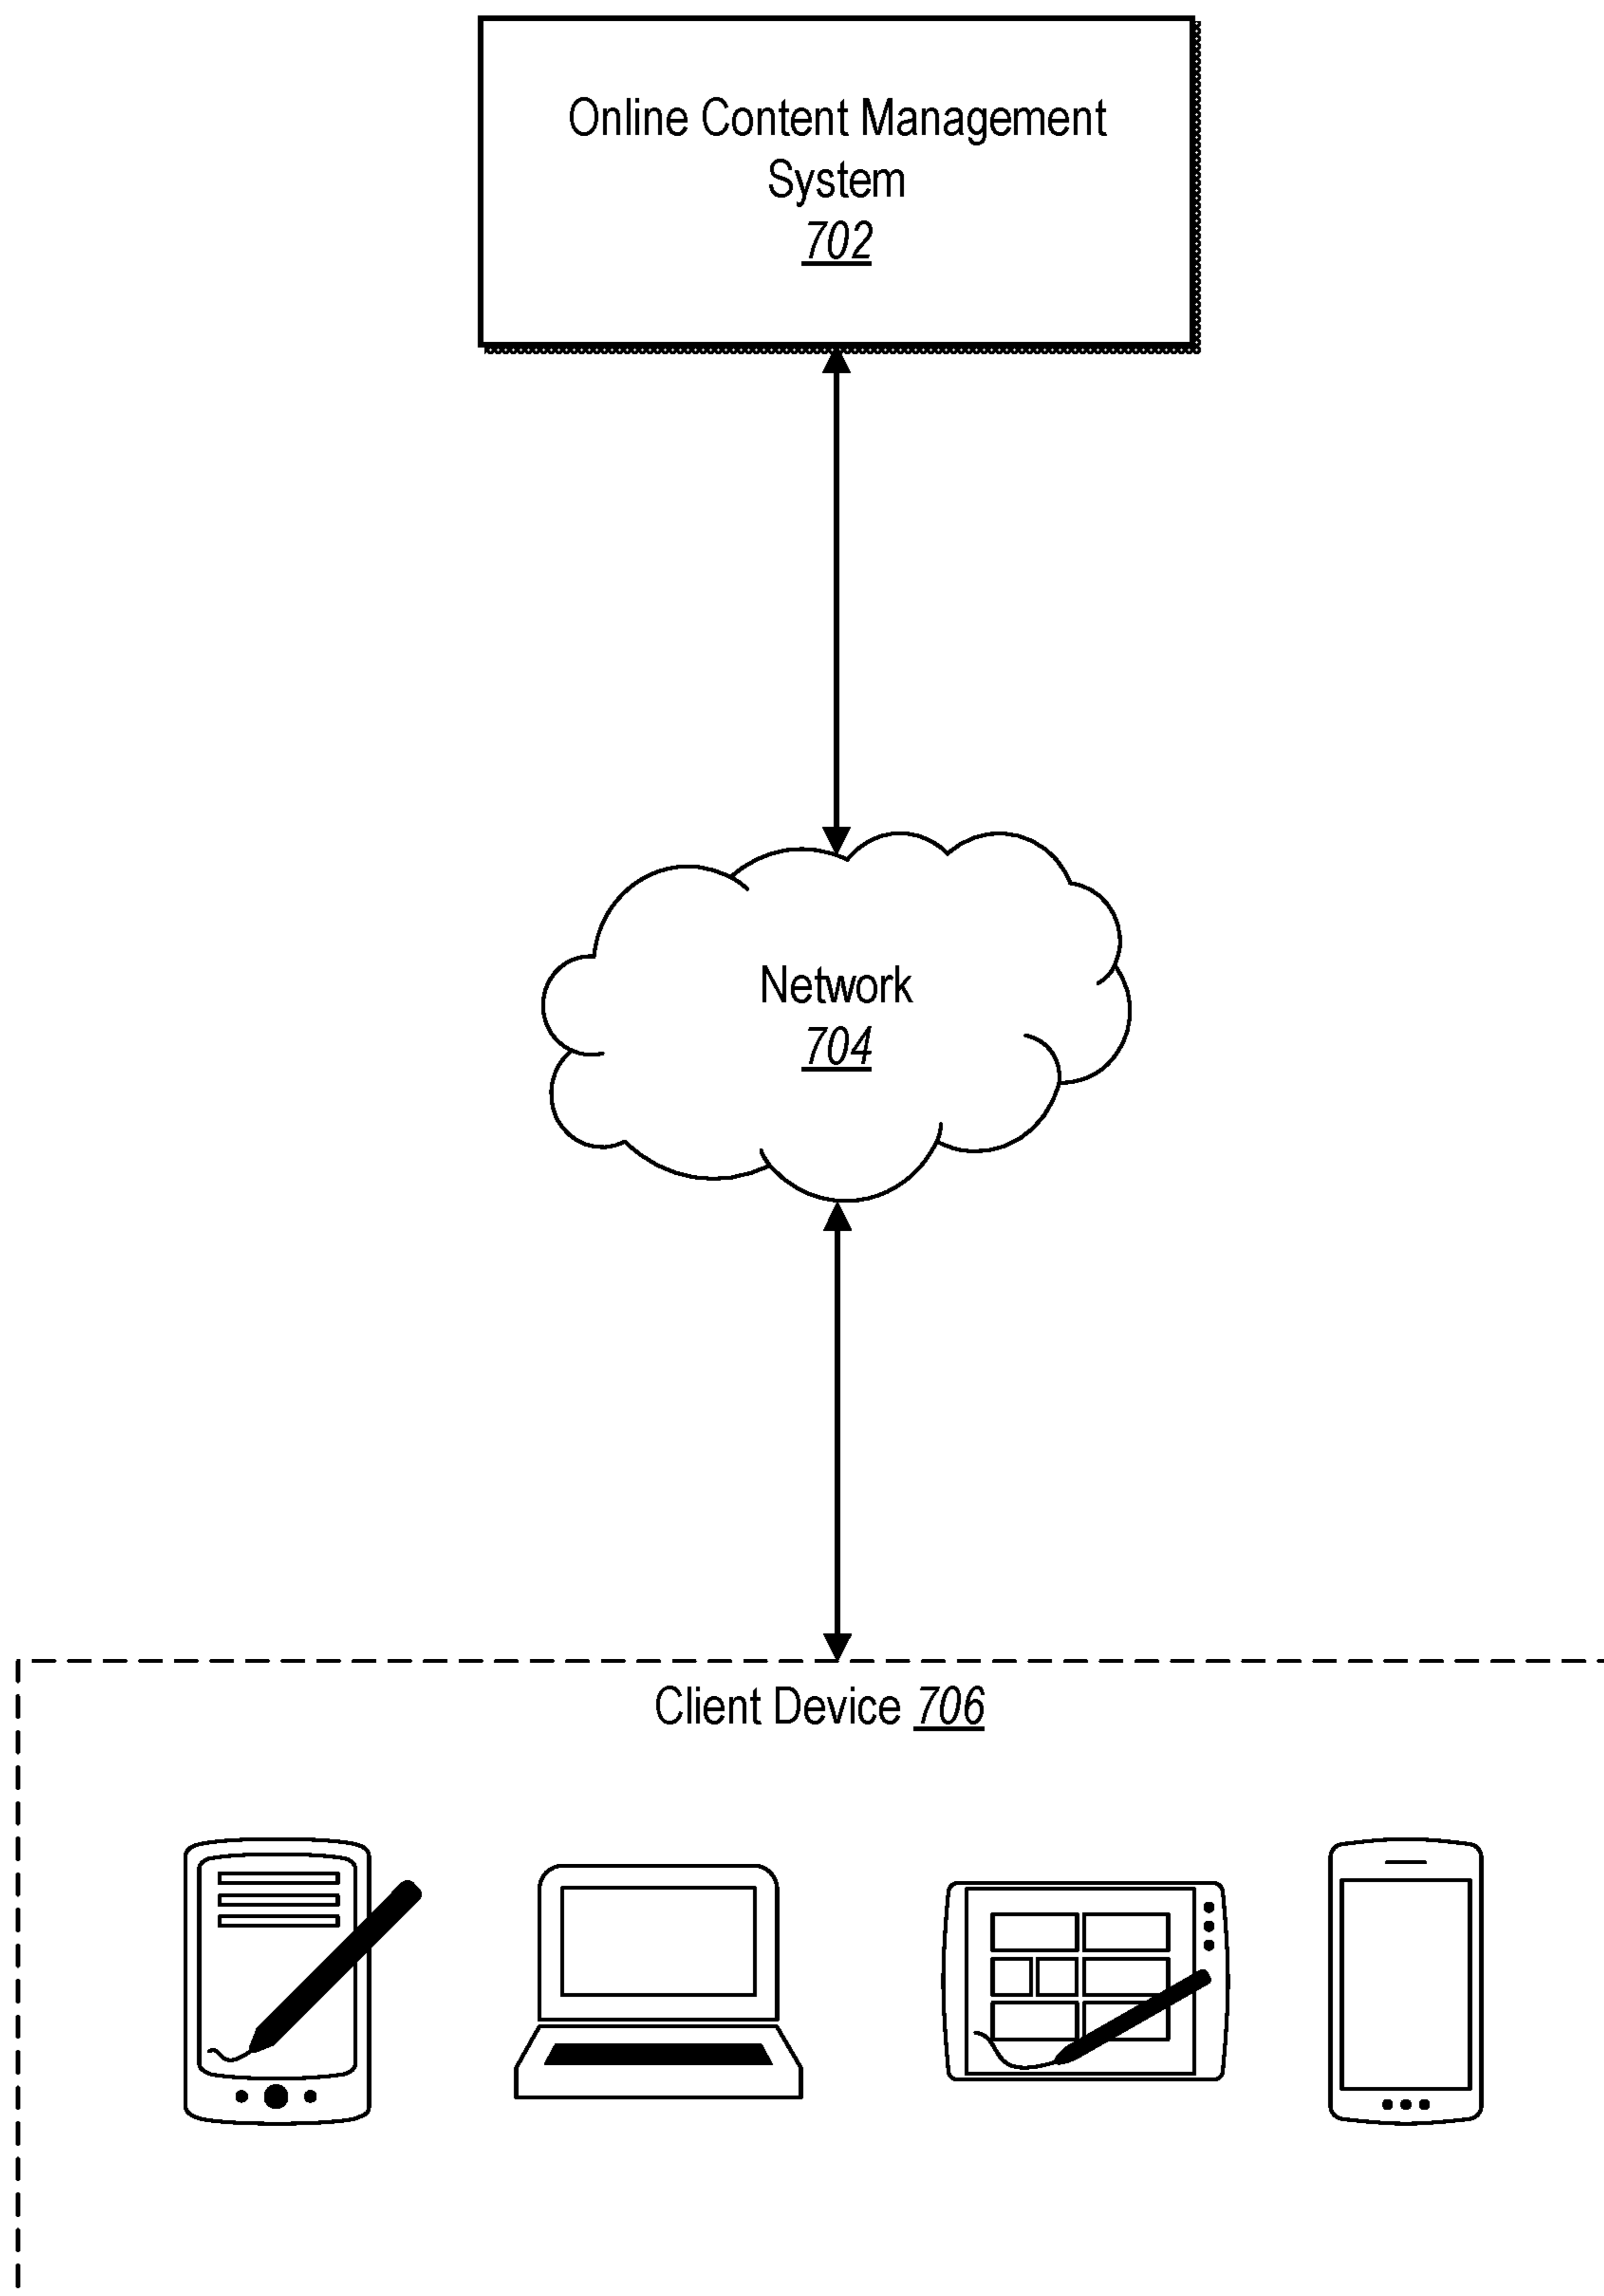 Online Content Management
System
702
Network
704
Client Device 706